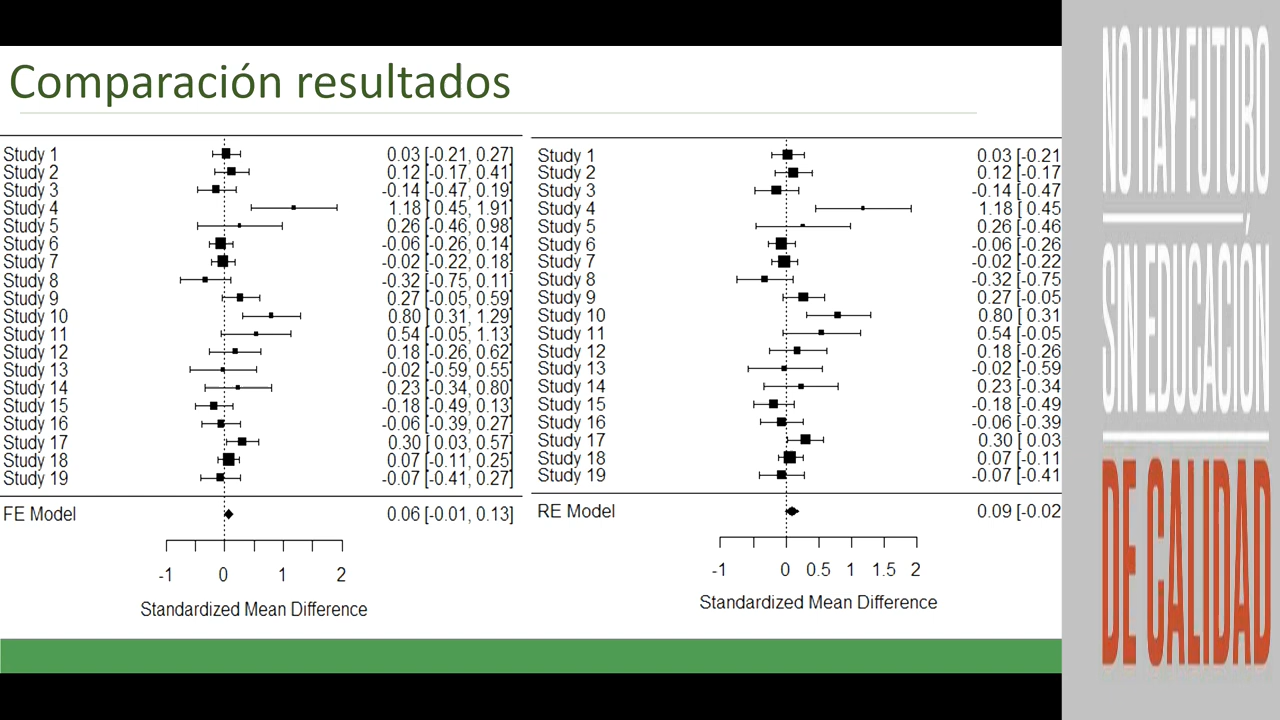 Comparación resultados
Study 1 0.03 [-0.21, 0.27]
Study 2 0.12 [-0.17, 0.41]
Study 3 -0.14 [-0.47, 0.19]
Study 4 1.18 [ 0.45, 1.91]
Study 5 0.26 [-0.46, 0.98]
Study 6 -0.06 [-0.26, 0.14]
Study 7 -0.02 [-0.22, 0.18]
Study 8 -0.32 [-0.75, 0.11]
Study 9 0.27 [-0.05, 0.59]
Study 10 0.80 [ 0.31, 1.29]
Study 11 0.54 [-0.05, 1.13]
Study 12 0.18 [-0.26, 0.62]
Study 13 -0.02 [-0.59, 0.55]
Study 14 0.23 [-0.34, 0.80]
Study 15 -0.18 [-0.49, 0.13]
Study 16 -0.06 [-0.39, 0.27]
Study 17 0.30 [ 0.03, 0.57]
Study 18 0.07 [-0.11, 0.25]
Study 19 -0.07 [-0.41, 0.27]
FE Model 0.06 [-0.01, 0.13]
-1 0 1 2
Standardized Mean Difference
Study 1 0.03 [-0.21
Study 2 0.12 [-0.17
Study 3 -0.14 [-0.47
Study 4 1.18 [ 0.45
Study 5 0.26 [-0.46
Study 6 -0.06 [-0.26
Study 7 -0.02 [-0.22
Study 8 -0.32 [-0.75
Study 9 0.27 [-0.05
Study 10 0.80 [ 0.31
Study 11 0.54 [-0.05
Study 12 0.18 [-0.26
Study 13 -0.02 [-0.59
Study 14 0.23 [-0.34
Study 15 -0.18 [-0.49
Study 16 -0.06 [-0.39
Study 17 0.30 [ 0.03
Study 18 0.07 [-0.11
Study 19 -0.07 [-0.41
RE Model 0.09 [-0.02
-1 0 0.5 1 1.5 2
Standardized Mean Difference
NO HAY FUTURO
SIN EDUCACIÓN
DE CALIDAD